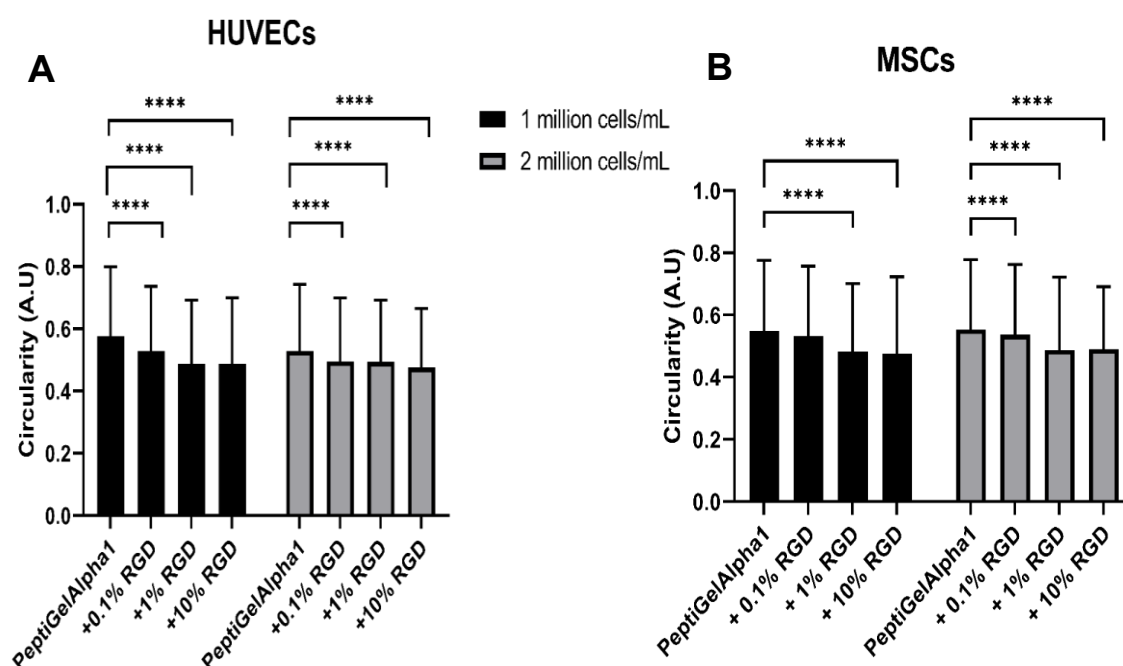 HUVECs
A
****
****
****
****
****
****
1 million cells/mL
2 million cells/mL
Circularity (A.U)
1.0
0.8
0.6
0.4
0.2
0.0
PeptiGelAlpha1
+0.1% RGD
+1% RGD
+10% RGD
PeptiGelAlpha1
+0.1% RGD
+1% RGD
+10% RGD
MSCs
B
****
****
****
****
****
Circularity (A.U)
1.0
0.8
0.6
0.4
0.2
0.0
PeptiGelAlpha1
+ 0.1% RGD
+ 1% RGD
+ 10% RGD
PeptiGelAlpha1
+ 0.1% RGD
+ 1% RGD
+ 10% RGD